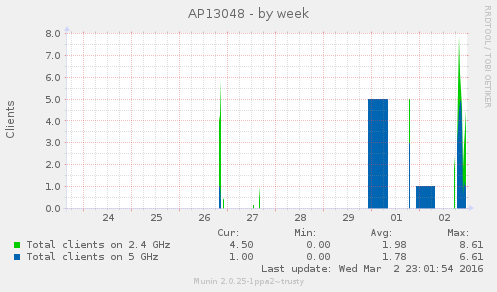 AP13048 - by week
RRDTOOL / TOBI OETIKER
Clients
8.0
7.0
6.0
5.0
4.0
3.0
2.0
1.0
0.0
24 25 26 27 28 29 01 02
Cur: Min: Avg: Max:
Total clients on 2.4 GHz 4.50 0.00 1.98 8.61
Total clients on 5 GHz 1.00 0.00 1.78 6.61
Last update: Wed Mar 2 23:01:54 2016
Munin 2.0.25-1ppa2~trusty